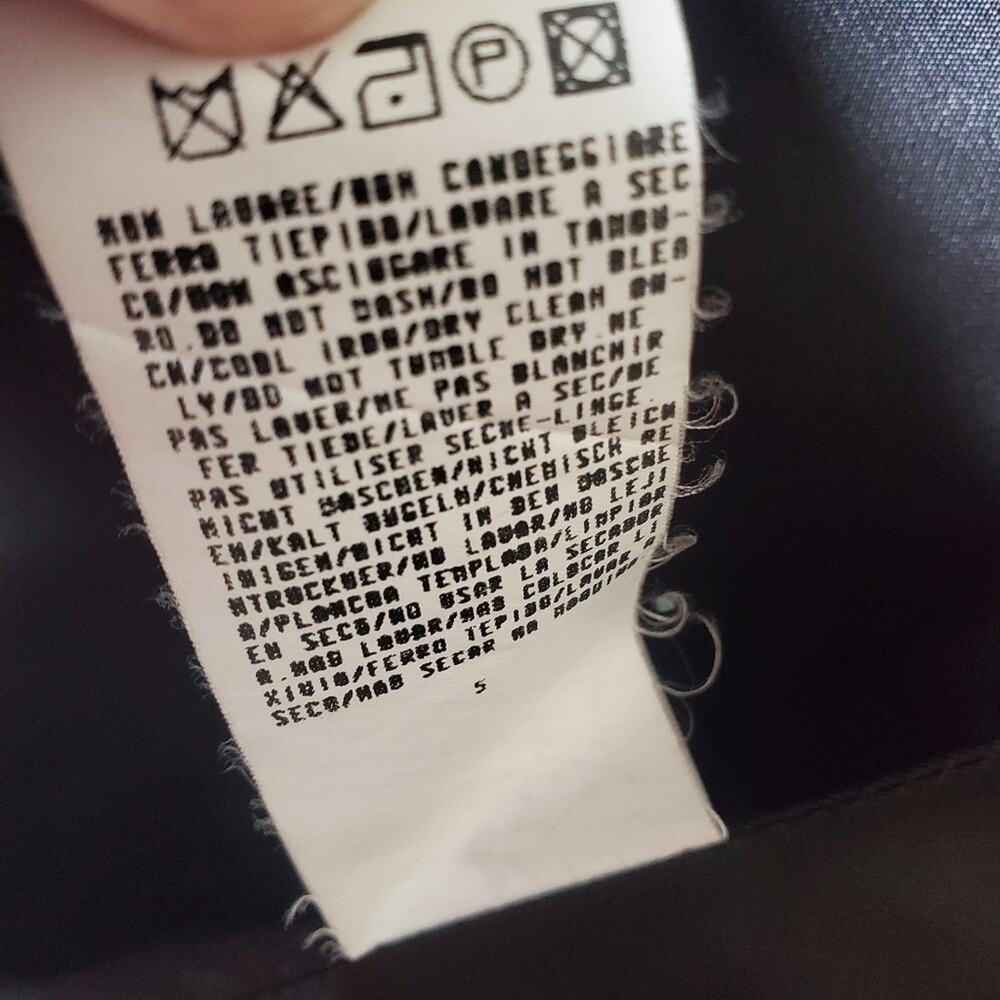 P
NON LAVARE/NON CANDEGGIARE
FERRO TIEPIDO/LAVARE A SEC
CO/NON ASCIUGARE IN TAMBU-
RO.DO NOT WASH/DO NOT BLEA
CH/COOL IRON/DRY CLEAN ON-
LY/DO NOT TUMBLE DRY.NE
PAS LAVER/NE PAS BLANCHIR
FER TIEDE/LAVER A SEC/NE
PAS UTILISER SECHE-LINGE.
NICHT WASCHEN/NICHT BLEICH
EN/KALT BUGELN/CHEMISCH RE
INIGEN/NICHT IN DEN WASCHE
NTROCKNER/NO LAVAR/NO LEJI
A/PLANCHA TEMPLADA/LIMPIAR
EN SECO/NO USAR LA SECADOR
A.NAO LAVAR/NAO COLOCAR LI
XIVIA/FERRO TEPIDO/LAVAR A
SECO/NAO SECAR NA MAQUINA
5